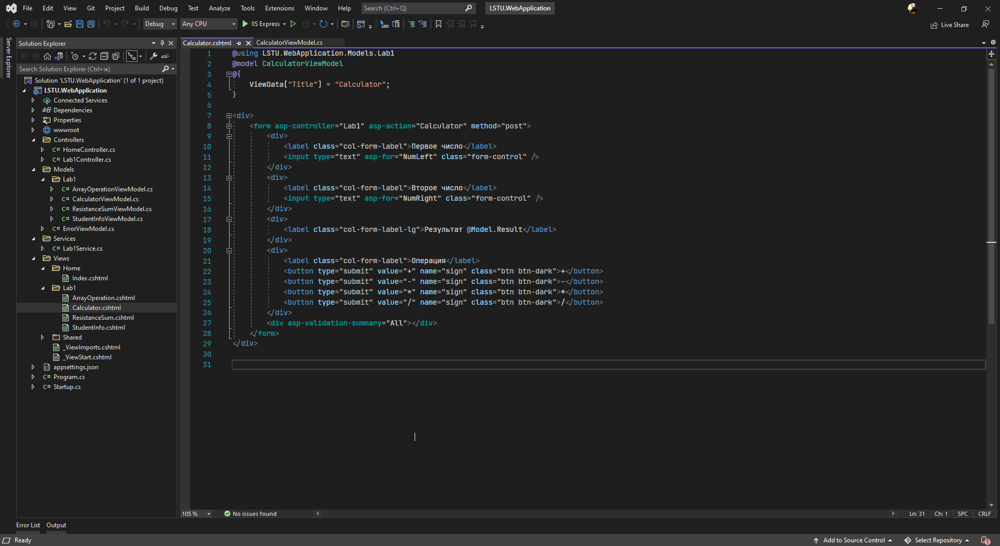 File Edit View Git Project Build Debug Test Analyze Tools Extensions Window Help Search (Ctrl+Q) LSTU.WebApplication
Debug Any CPU IIS Express Live Share
Server Explorer
Solution Explorer
Search Solution Explorer (Ctrl+ж)
Solution 'LSTU.WebApplication' (1 of 1 project)
LSTU.WebApplication
Connected Services
Dependencies
Properties
wwwroot
Controllers
C# HomeController.cs
C# Lab1Controller.cs
Models
Lab1
C# ArrayOperationViewModel.cs
C# CalculatorViewModel.cs
C# ResistanceSumViewModel.cs
C# StudentInfoViewModel.cs
C# ErrorViewModel.cs
Services
C# Lab1Service.cs
Views
Home
Index.cshtml
Lab1
ArrayOperation.cshtml
Calculator.cshtml
ResistanceSum.cshtml
StudentInfo.cshtml
Shared
_ViewImports.cshtml
_ViewStart.cshtml
appsettings.json
C# Program.cs
C# Startup.cs
Calculator.cshtml CalculatorViewModel.cs
1 @using LSTU.WebApplication.Models.Lab1
2 @model CalculatorViewModel
3 @{
4 ViewData["Title"] = "Calculator";
5 }
6
7 <div>
8 <form asp-controller="Lab1" asp-action="Calculator" method="post">
9 <div>
10 <label class="col-form-label">Первое число</label>
11 <input type="text" asp-for="NumLeft" class="form-control" />
12 </div>
13 <div>
14 <label class="col-form-label">Второе число</label>
15 <input type="text" asp-for="NumRight" class="form-control" />
16 </div>
17 <div>
18 <label class="col-form-label-lg">Результат @Model.Result</label>
19 </div>
20 <div>
21 <label class="col-form-label">Операция</label>
22 <button type="submit" value="+" name="sign" class="btn btn-dark">+</button>
23 <button type="submit" value="-" name="sign" class="btn btn-dark">-</button>
24 <button type="submit" value="*" name="sign" class="btn btn-dark">*</button>
25 <button type="submit" value="/" name="sign" class="btn btn-dark">/</button>
26 </div>
27 <div asp-validation-summary="All"></div>
28 </form>
29 </div>
30
31
105 % No issues found Ln: 31 Ch: 1 SPC CRLF
Error List Output
Ready Add to Source Control Select Repository 1